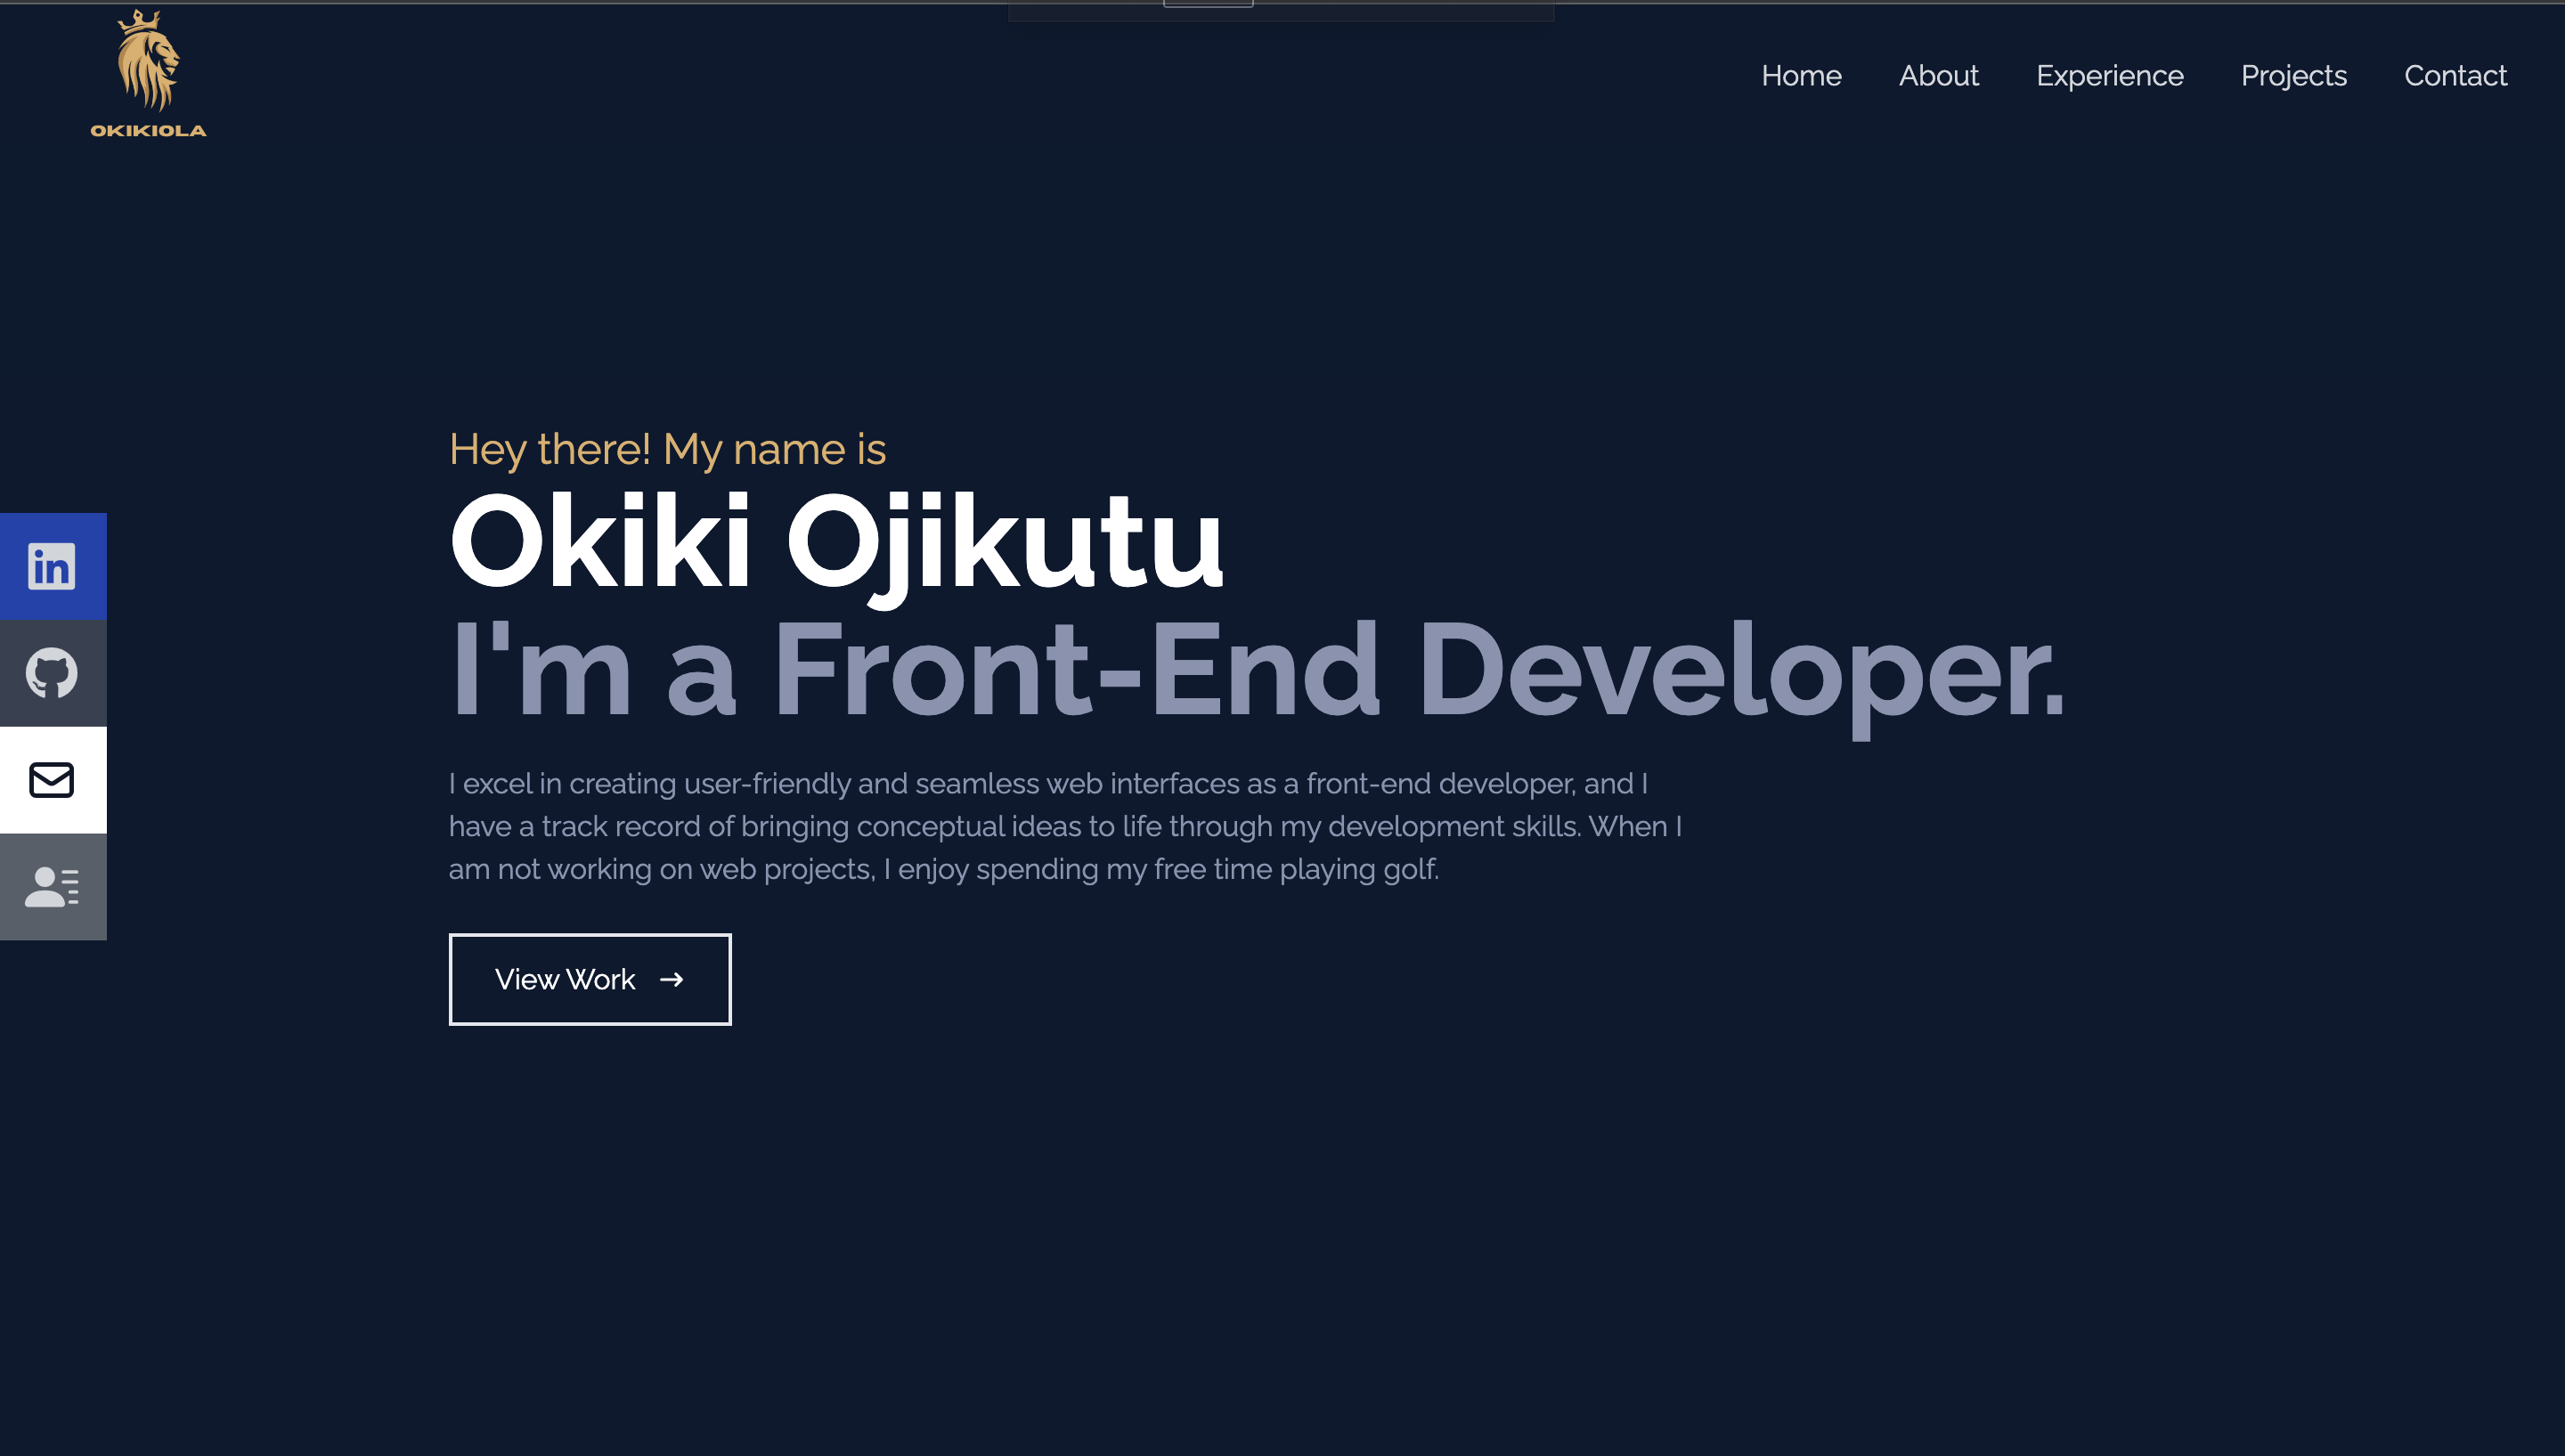 OKIKIOLA
Home About Experience Projects Contact
Hey there! My name is
Okiki Ojikutu
I'm a Front-End Developer.
I excel in creating user-friendly and seamless web interfaces as a front-end developer, and I
have a track record of bringing conceptual ideas to life through my development skills. When I
am not working on web projects, I enjoy spending my free time playing golf.
View Work →
in